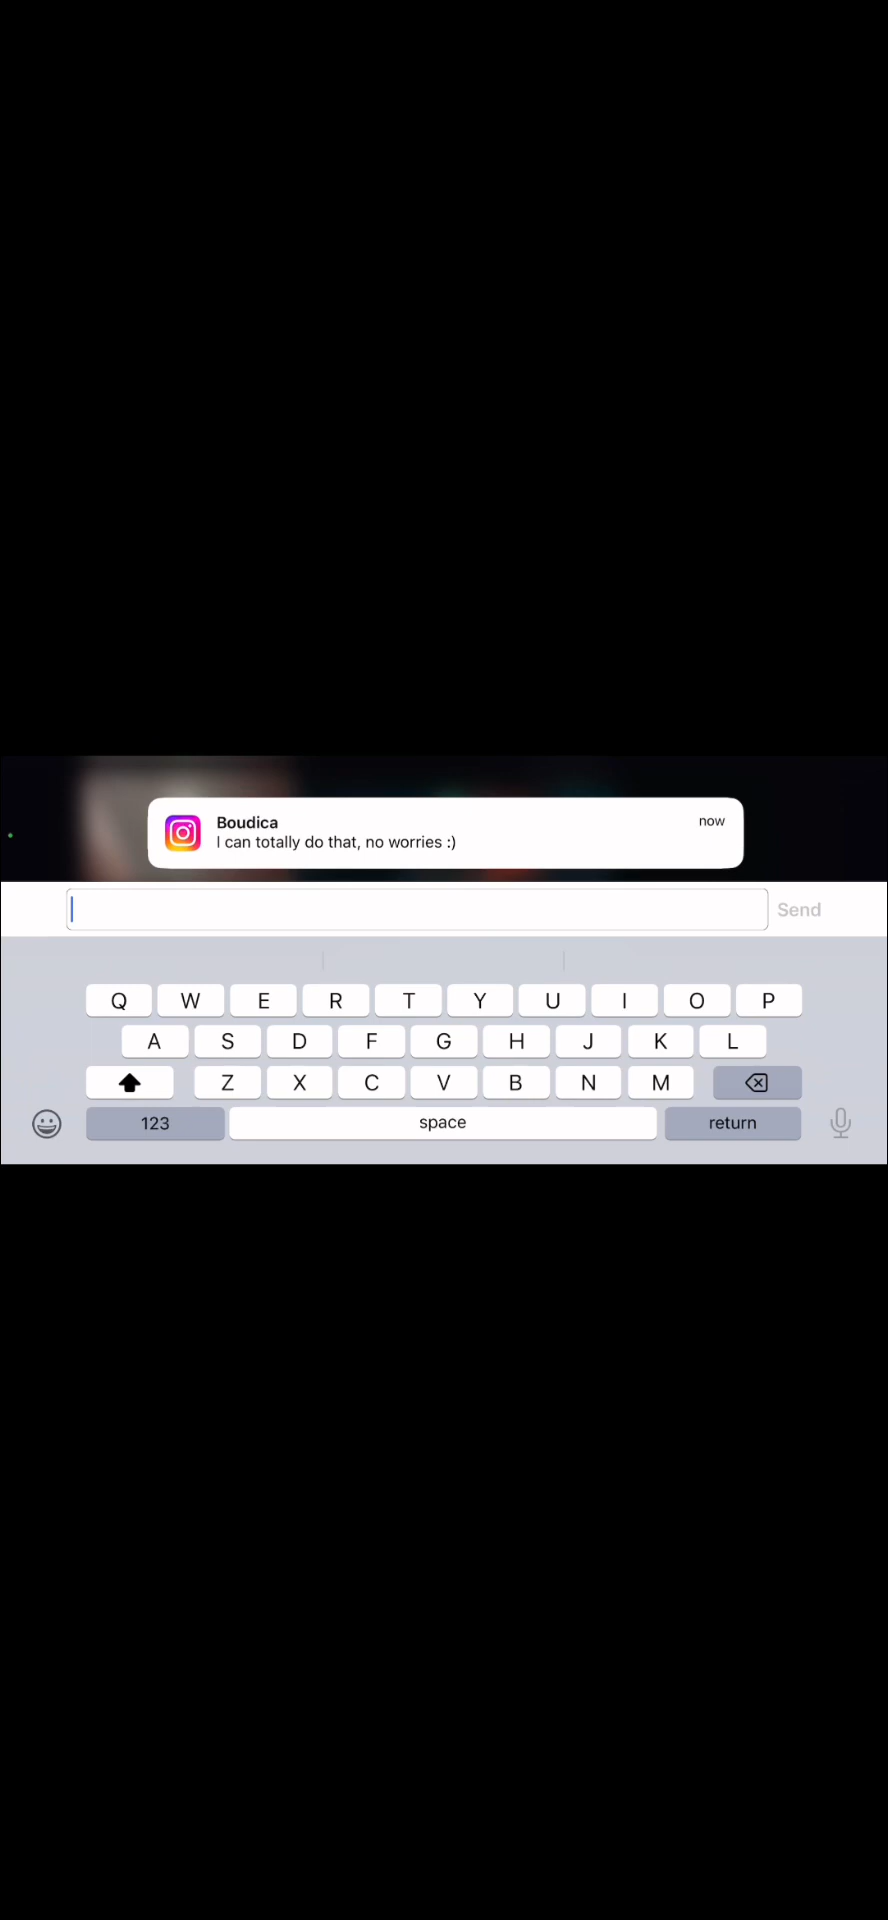 Boudica
now
I can totally do that, no worries :)
Send
Q W E R T Y U I O P
A S D F G H J K L
Z X C V B N M
123 space return